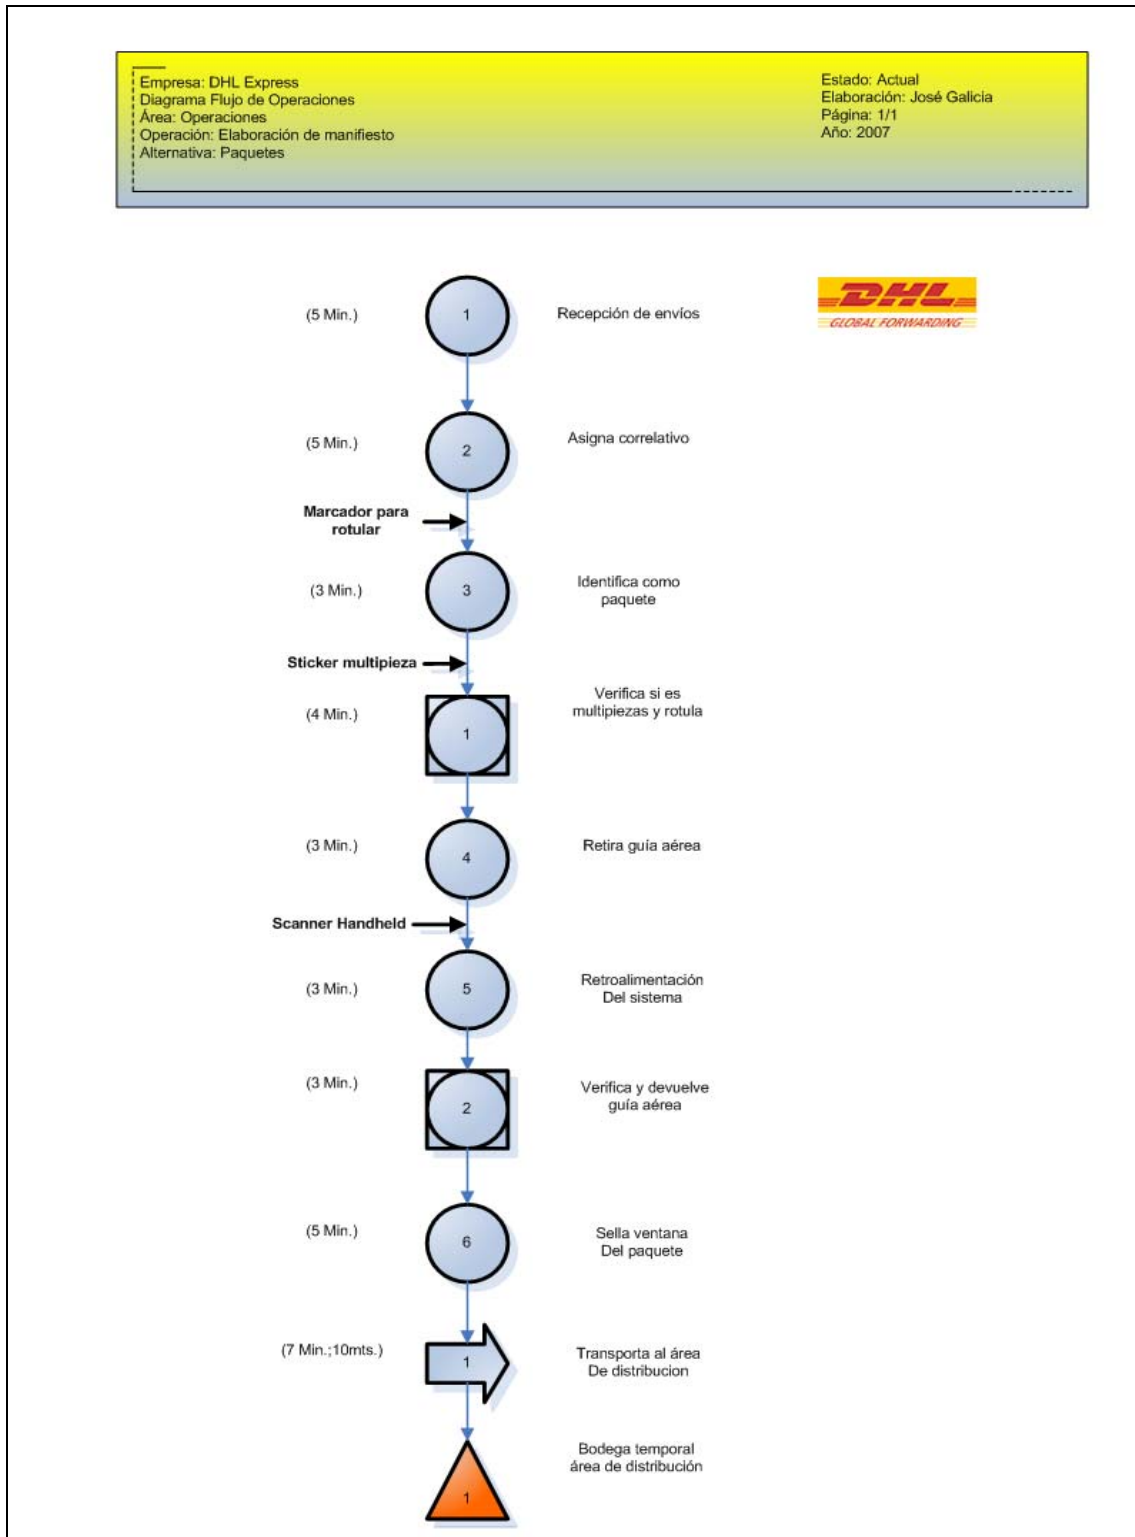 Empresa: DHL Express
Diagrama Flujo de Operaciones
Área: Operaciones
Operación: Elaboración de manifiesto
Alternativa: Paquetes
Estado: Actual
Elaboración: José Galicia
Página: 1/1
Año: 2007
DHL
GLOBAL FORWARDING
(5 Min.)
1
Recepción de envíos
(5 Min.)
2
Asigna correlativo
Marcador para
rotular
(3 Min.)
3
Identifica como
paquete
Sticker multipieza
(4 Min.)
1
Verifica si es
multipiezas y rotula
(3 Min.)
4
Retira guía aérea
Scanner Handheld
(3 Min.)
5
Retroalimentación
Del sistema
(3 Min.)
2
Verifica y devuelve
guía aérea
(5 Min.)
6
Sella ventana
Del paquete
(7 Min.;10mts.)
1
Transporta al área
De distribucion
Bodega temporal
área de distribución
1